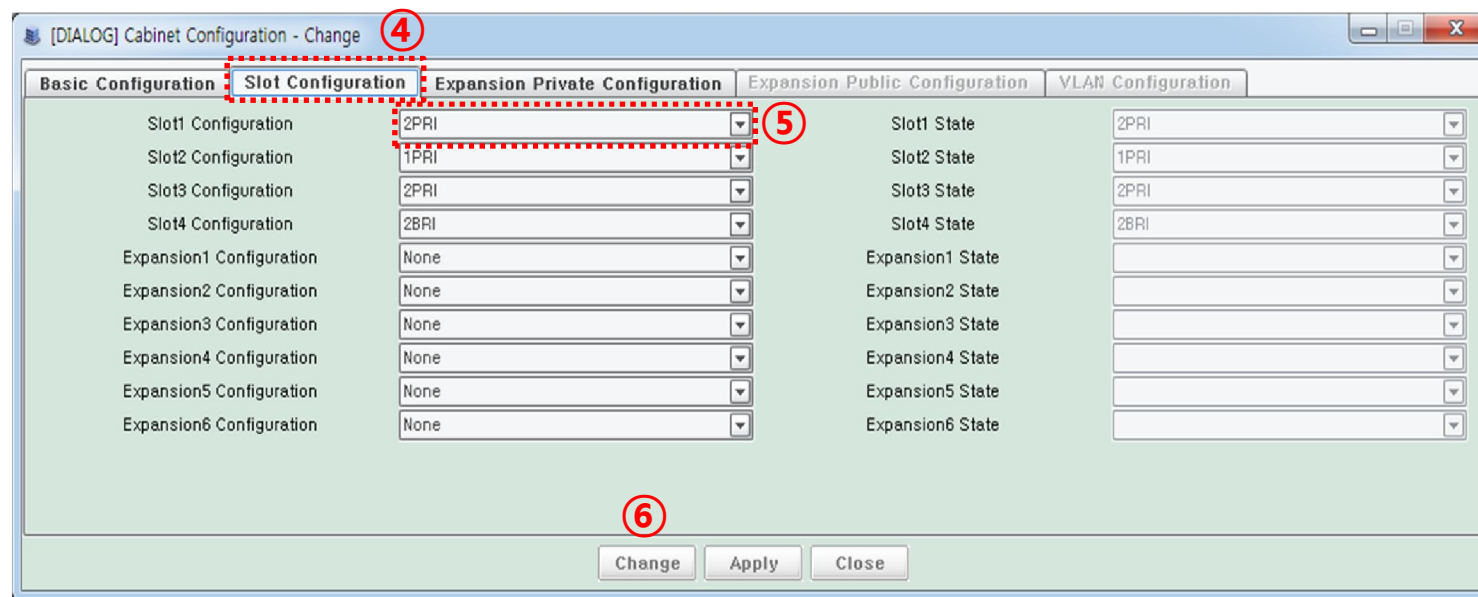 [DIALOG] Cabinet Configuration - Change ④
Basic Configuration Slot Configuration Expansion Private Configuration Expansion Public Configuration VLAN Configuration
Slot1 Configuration 2PRI ⑤ Slot1 State 2PRI
Slot2 Configuration 1PRI Slot2 State 1PRI
Slot3 Configuration 2PRI Slot3 State 2PRI
Slot4 Configuration 2BRI Slot4 State 2BRI
Expansion1 Configuration None Expansion1 State
Expansion2 Configuration None Expansion2 State
Expansion3 Configuration None Expansion3 State
Expansion4 Configuration None Expansion4 State
Expansion5 Configuration None Expansion5 State
Expansion6 Configuration None Expansion6 State
⑥
Change Apply Close